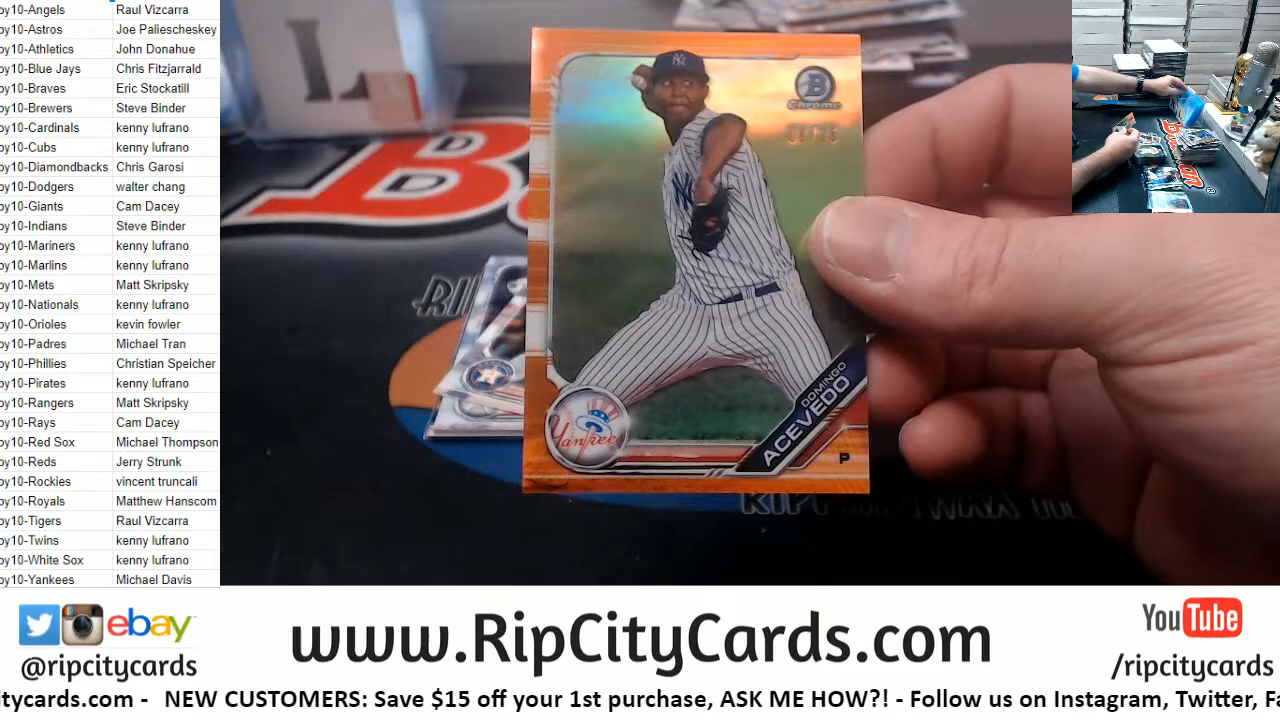 oy10-Angels Raul Vizcarra
oy10-Astros Joe Paliescheskey
oy10-Athletics John Donahue
oy10-Blue Jays Chris Fitzjarrald
oy10-Braves Eric Stockatill
oy10-Brewers Steve Binder
oy10-Cardinals kenny lufrano
oy10-Cubs kenny lufrano
oy10-Diamondbacks Chris Garosi
oy10-Dodgers walter chang
oy10-Giants Cam Dacey
oy10-Indians Steve Binder
oy10-Mariners kenny lufrano
oy10-Marlins kenny lufrano
oy10-Mets Matt Skripsky
oy10-Nationals kenny lufrano
oy10-Orioles kevin fowler
oy10-Padres Michael Tran
oy10-Phillies Christian Speicher
oy10-Pirates kenny lufrano
oy10-Rangers Matt Skripsky
oy10-Rays Cam Dacey
oy10-Red Sox Michael Thompson
oy10-Reds Jerry Strunk
oy10-Rockies vincent truncali
oy10-Royals Matthew Hanscom
oy10-Tigers Raul Vizcarra
oy10-Twins kenny lufrano
oy10-White Sox kenny lufrano
oy10-Yankees Michael Davis
B
Chrome
NY
Yankees
DOMINGO
ACEVEDO
P
ebay
@ripcitycards
www.RipCityCards.com
YouTube
/ripcitycards
citycards.com - NEW CUSTOMERS: Save $15 off your 1st purchase, ASK ME HOW?! - Follow us on Instagram, Twitter, Fa